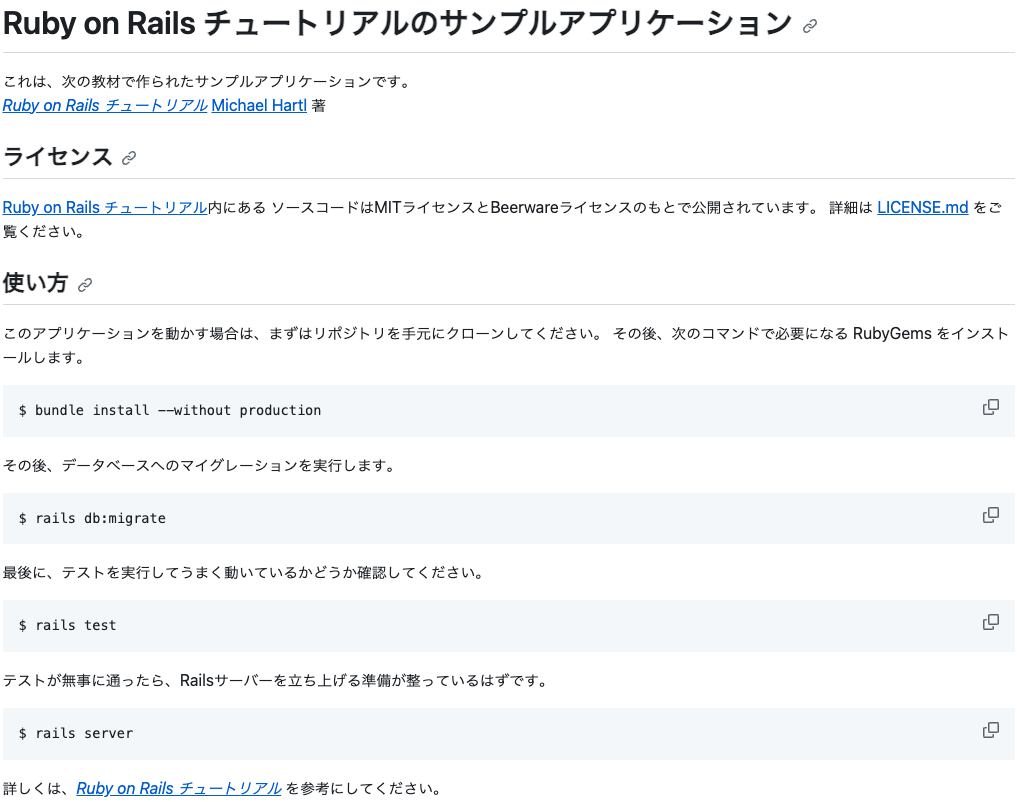 Ruby on Rails チュートリアルのサンプルアプリケーション
これは、次の教材で作られたサンプルアプリケーションです。
Ruby on Rails チュートリアル Michael Hartl 著
ライセンス
Ruby on Rails チュートリアル内にある ソースコードはMITライセンスとBeerwareライセンスのもとで公開されています。 詳細は LICENSE.md をご
覧ください。
使い方
このアプリケーションを動かす場合は、まずはリポジトリを手元にクローンしてください。 その後、次のコマンドで必要になる RubyGems をインスト
ールします。
$ bundle install --without production
その後、データベースへのマイグレーションを実行します。
$ rails db:migrate
最後に、テストを実行してうまく動いているかどうか確認してください。
$ rails test
テストが無事に通ったら、Railsサーバーを立ち上げる準備が整っているはずです。
$ rails server
詳しくは、Ruby on Rails チュートリアル を参考にしてください。